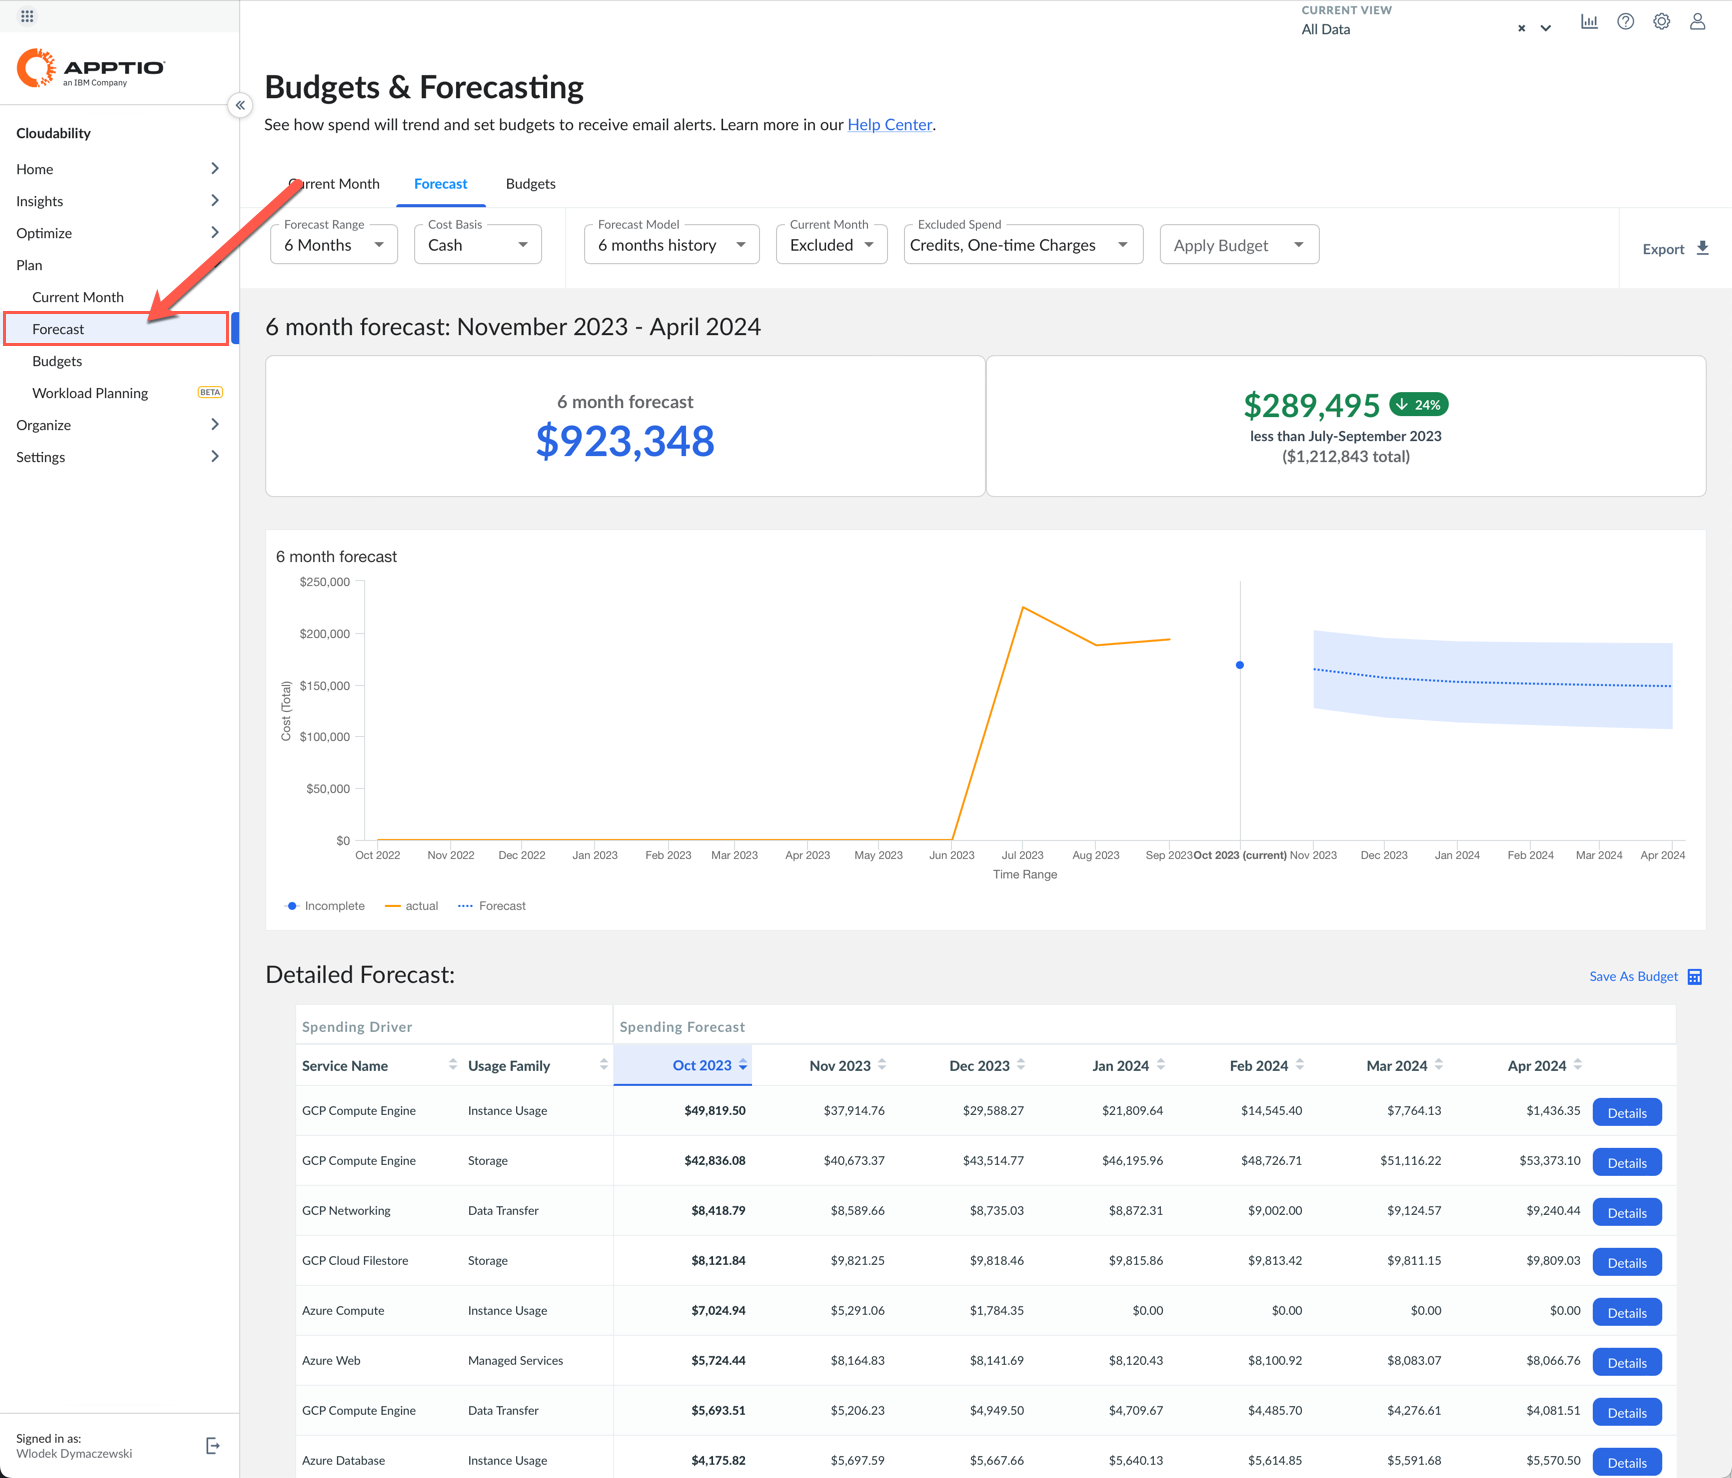 CURRENT VIEW
All Data
APPTIO
an IBM Company
Cloudability
Home
Insights
Optimize
Plan
Current Month
Forecast
Budgets
Workload Planning BETA
Organize
Settings
Signed in as:
Wlodek Dymaczewski
Budgets & Forecasting
See how spend will trend and set budgets to receive email alerts. Learn more in our Help Center.
Current Month Forecast Budgets
Forecast Range Cost Basis Forecast Model Current Month Excluded Spend
6 Months Cash 6 months history Excluded Credits, One-time Charges Apply Budget Export
6 month forecast: November 2023 - April 2024
6 month forecast
$923,348
$289,495 24%
less than July-September 2023
($1,212,843 total)
6 month forecast
$250,000
$200,000
$150,000
$100,000
$50,000
$0
Cost (Total)
Oct 2022 Nov 2022 Dec 2022 Jan 2023 Feb 2023 Mar 2023 Apr 2023 May 2023 Jun 2023 Jul 2023 Aug 2023 Sep 2023 Oct 2023 (current) Nov 2023 Dec 2023 Jan 2024 Feb 2024 Mar 2024 Apr 2024
Time Range
Incomplete actual Forecast
Detailed Forecast: Save As Budget
Spending Driver Spending Forecast
Service Name Usage Family Oct 2023 Nov 2023 Dec 2023 Jan 2024 Feb 2024 Mar 2024 Apr 2024
GCP Compute Engine Instance Usage $49,819.50 $37,914.76 $29,588.27 $21,809.64 $14,545.40 $7,764.13 $1,436.35 Details
GCP Compute Engine Storage $42,836.08 $40,673.37 $43,514.77 $46,195.96 $48,726.71 $51,116.22 $53,373.10 Details
GCP Networking Data Transfer $8,418.79 $8,589.66 $8,735.03 $8,872.31 $9,002.00 $9,124.57 $9,240.44 Details
GCP Cloud Filestore Storage $8,121.84 $9,821.25 $9,818.46 $9,815.86 $9,813.42 $9,811.15 $9,809.03 Details
Azure Compute Instance Usage $7,024.94 $5,291.06 $1,784.35 $0.00 $0.00 $0.00 $0.00 Details
Azure Web Managed Services $5,724.44 $8,164.83 $8,141.69 $8,120.43 $8,100.92 $8,083.07 $8,066.76 Details
GCP Compute Engine Data Transfer $5,693.51 $5,206.23 $4,949.50 $4,709.67 $4,485.70 $4,276.61 $4,081.51 Details
Azure Database Instance Usage $4,175.82 $5,697.59 $5,667.66 $5,640.13 $5,614.85 $5,591.68 $5,570.50 Details